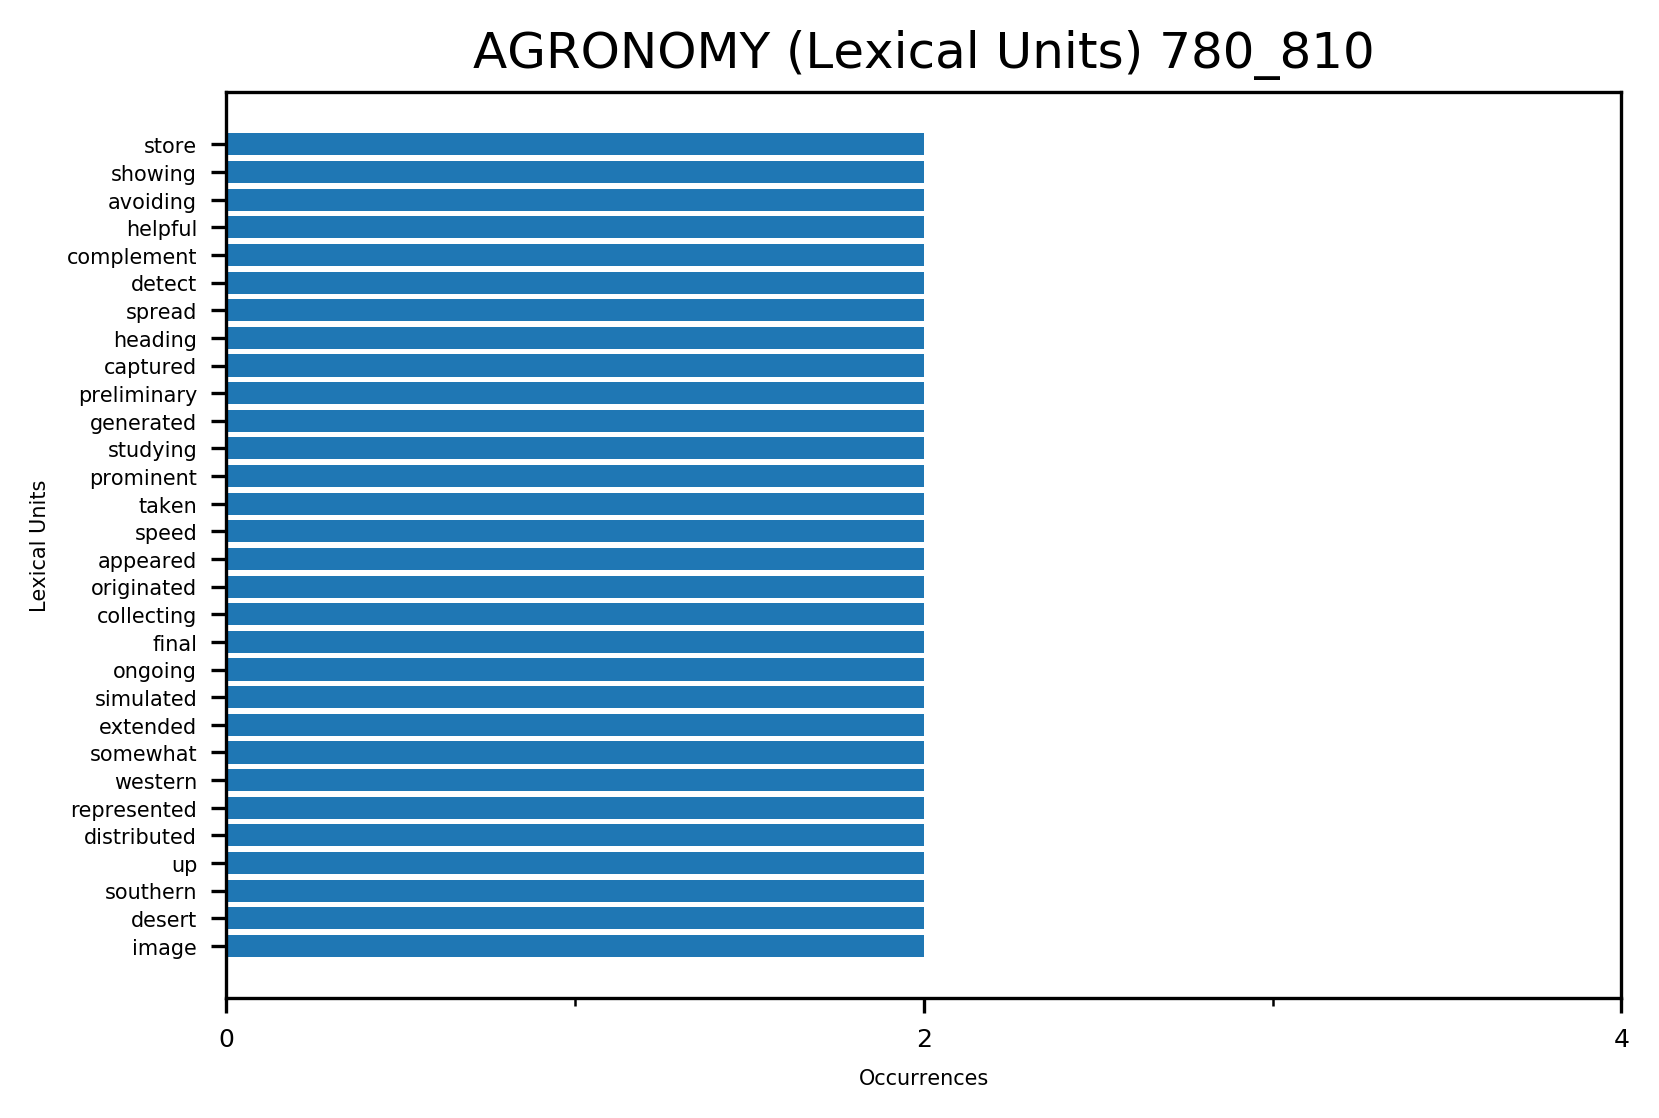 AGRONOMY (Lexical Units) 780_810
store
showing
avoiding
helpful
complement
detect
spread
heading
captured
preliminary
generated
studying
prominent
taken
speed
appeared
originated
collecting
final
ongoing
simulated
extended
somewhat
western
represented
distributed
up
southern
desert
image
Lexical Units
0 2 4
Occurrences